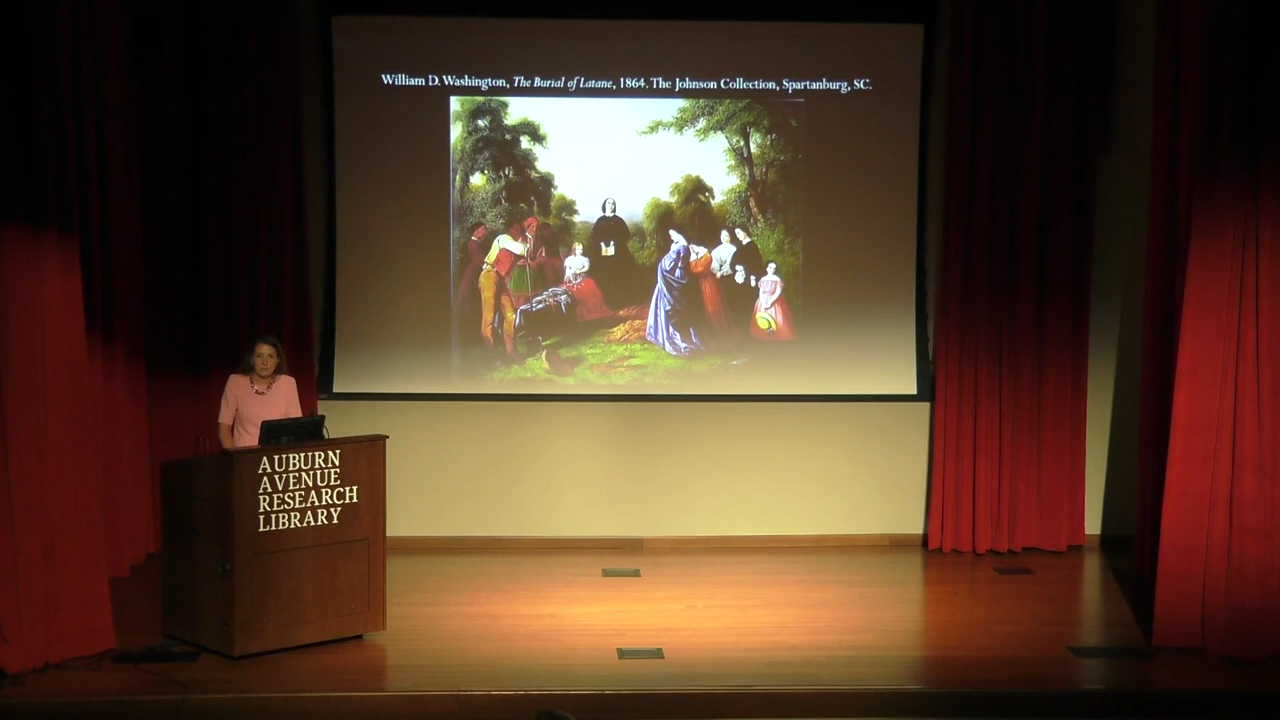 William D. Washington, The Burial of Latane, 1864. The Johnson Collection, Spartanburg, SC.
AUBURN
AVENUE
RESEARCH
LIBRARY